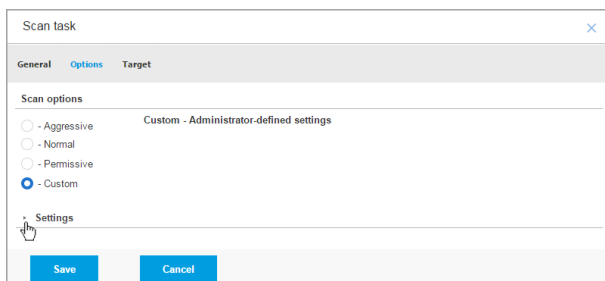 Scan task
General Options Target
Scan options
- Aggressive
Custom - Administrator-defined settings
- Normal
- Permissive
- Custom
Settings
Save Cancel